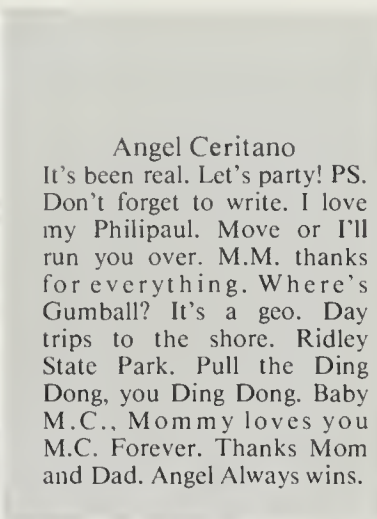 Angel Ceritano
It's been real. Let's party! PS.
Don't forget to write. I love
my Philipaul. Move or I'll
run you over. M.M. thanks
for everything. Where's
Gumball? It's a geo. Day
trips to the shore. Ridley
State Park. Pull the Ding
Dong, you Ding Dong. Baby
M.C., Mommy loves you
M.C. Forever. Thanks Mom
and Dad. Angel Always wins.